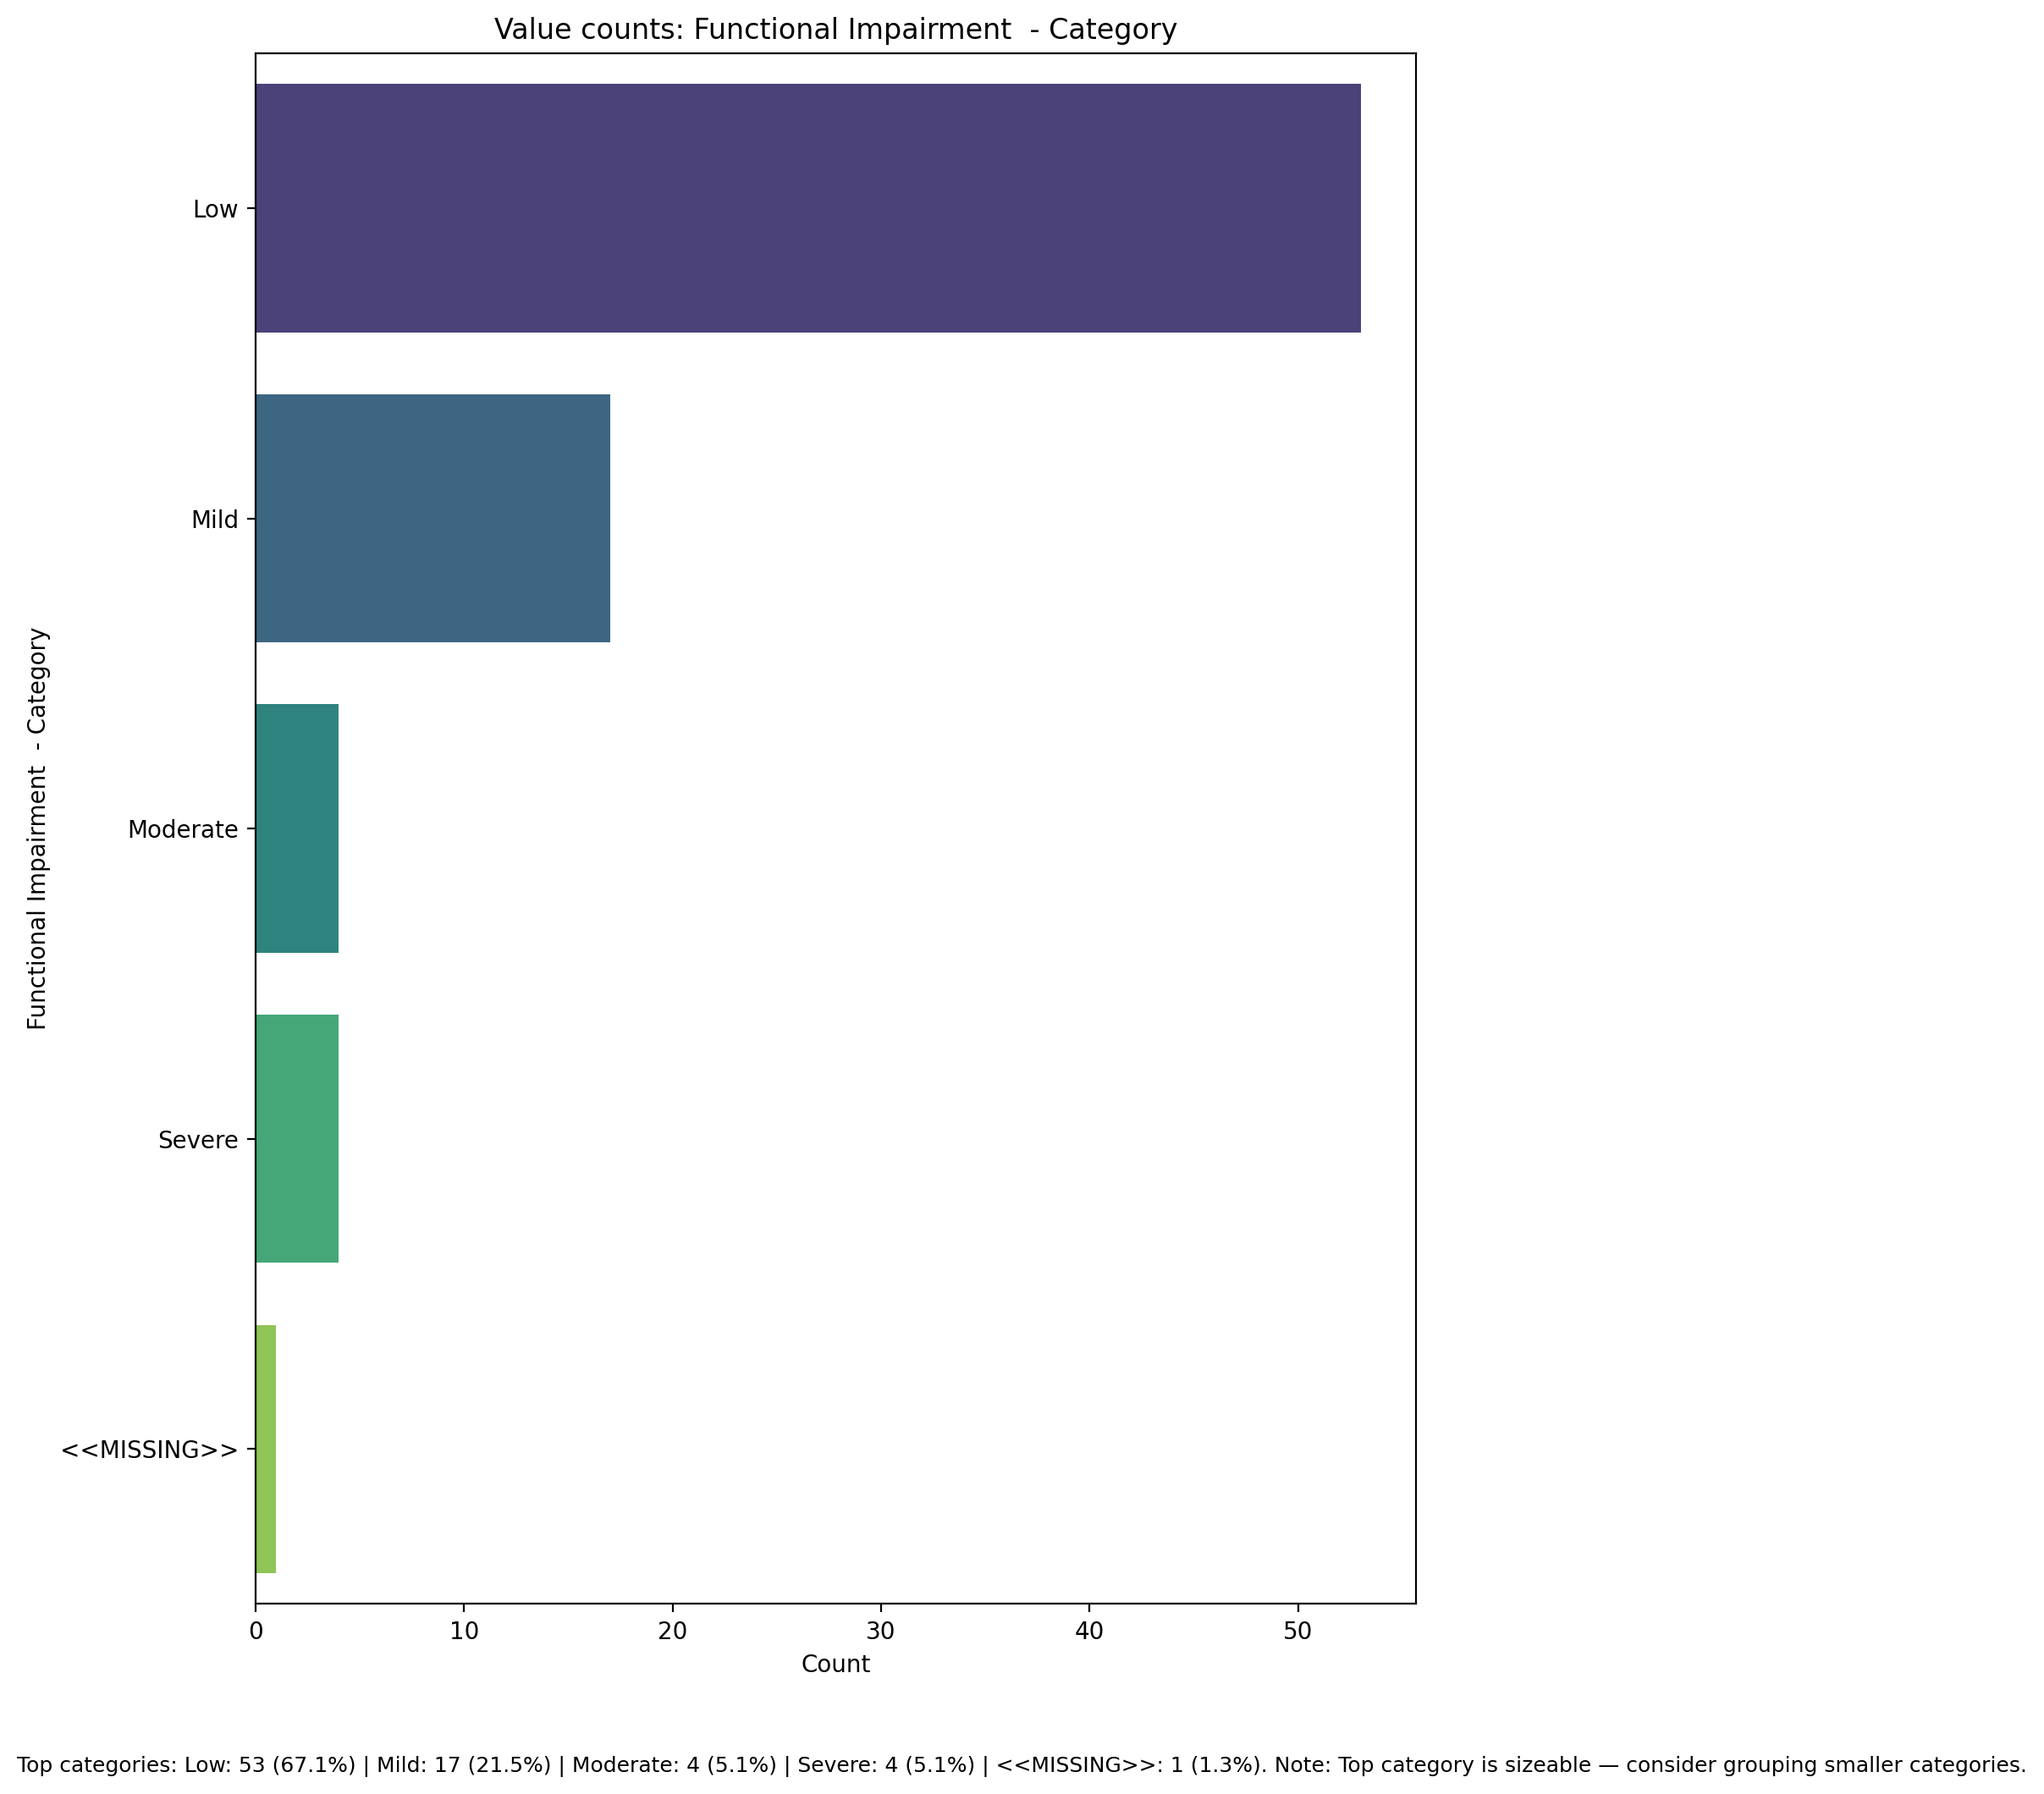 Value counts: Functional Impairment  - Category
Functional Impairment  - Category
Low
Mild
Moderate
Severe
<<MISSING>>
0 10 20 30 40 50
Count
Top categories: Low: 53 (67.1%) | Mild: 17 (21.5%) | Moderate: 4 (5.1%) | Severe: 4 (5.1%) | <<MISSING>>: 1 (1.3%). Note: Top category is sizeable — consider grouping smaller categories.